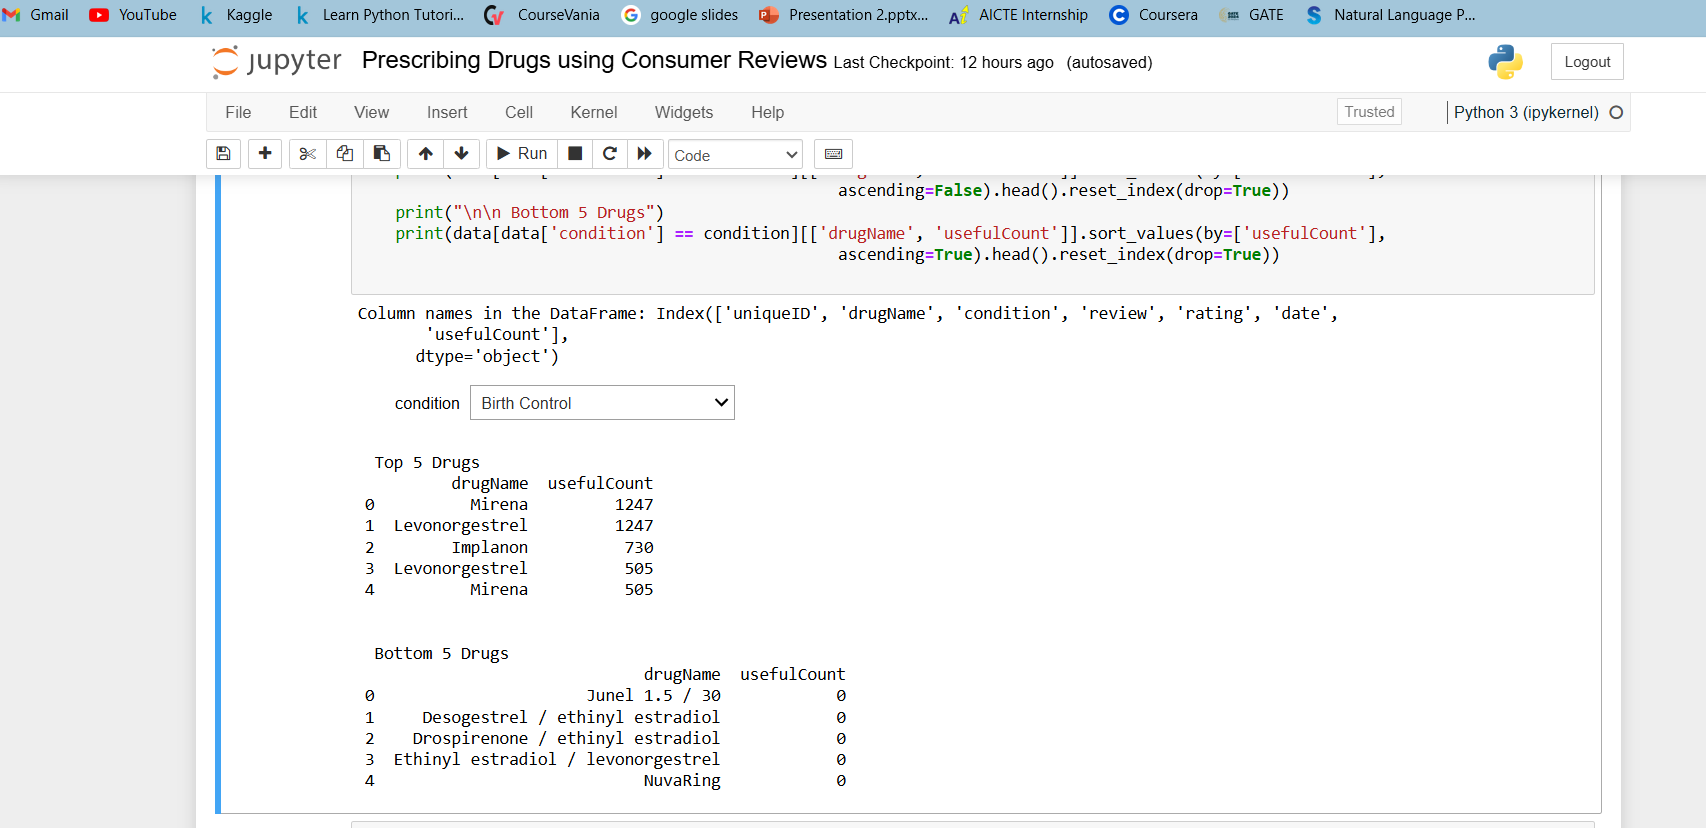 Gmail YouTube Kaggle Learn Python Tutori... CourseVania google slides Presentation 2.pptx... AICTE Internship Coursera GATE Natural Language P...
jupyter Prescribing Drugs using Consumer Reviews Last Checkpoint: 12 hours ago (autosaved) Logout
File Edit View Insert Cell Kernel Widgets Help Trusted Python 3 (ipykernel)
Run Code
ascending=False).head().reset_index(drop=True))
print("\n\n Bottom 5 Drugs")
print(data[data['condition'] == condition][['drugName', 'usefulCount']].sort_values(by=['usefulCount'],
ascending=True).head().reset_index(drop=True))
Column names in the DataFrame: Index(['uniqueID', 'drugName', 'condition', 'review', 'rating', 'date',
'usefulCount'],
dtype='object')
condition Birth Control
Top 5 Drugs
drugName usefulCount
0 Mirena 1247
1 Levonorgestrel 1247
2 Implanon 730
3 Levonorgestrel 505
4 Mirena 505
Bottom 5 Drugs
drugName usefulCount
0 Junel 1.5 / 30 0
1 Desogestrel / ethinyl estradiol 0
2 Drospirenone / ethinyl estradiol 0
3 Ethinyl estradiol / levonorgestrel 0
4 NuvaRing 0